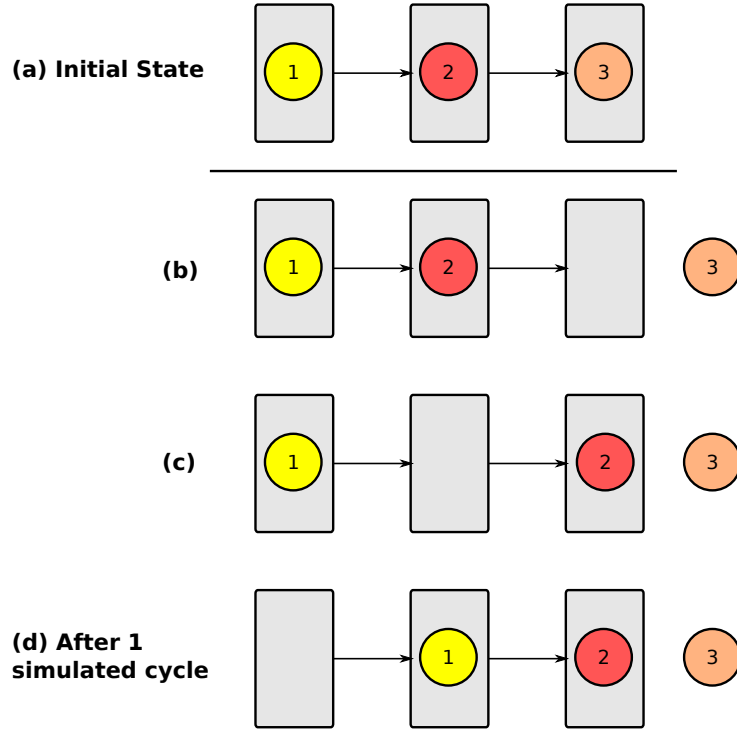 (a) Initial State 1 2 3
(b) 1 2 3
(c) 1 2 3
(d) After 1
simulated cycle 1 2 3